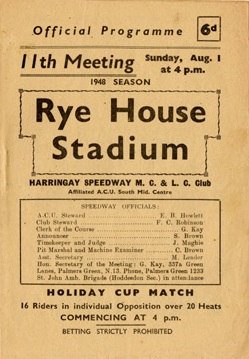 Official Programme 6d
11th Meeting Sunday, Aug. 1
at 4 p.m.
1948 SEASON
Rye House
Stadium
HARRINGAY SPEEDWAY M. C. & L. C. Club
Affiliated A.C.U. South Mid. Centre
SPEEDWAY OFFICIALS:
A.C.U. Steward E. B. Howlett
Club Steward F. C. Robinson
Clerk of the Course G. Kay
Announcer S. Brown
Timekeeper and Judge J. Maghie
Pit Marshal and Machine Examiner C. Brown
Asst. Secretary M. Lender
Hon. Secretary of the Meeting: G. Kay, 337a Green
Lanes, Palmers Green, N.13. Phone, Palmers Green 1233
St. John Amb. Brigade (Hoddesdon Sec.) in attendance
HOLIDAY CUP MATCH
16 Riders in individual Opposition over 20 Heats
COMMENCING AT 4 p.m.
BETTING STRICTLY PROHIBITED